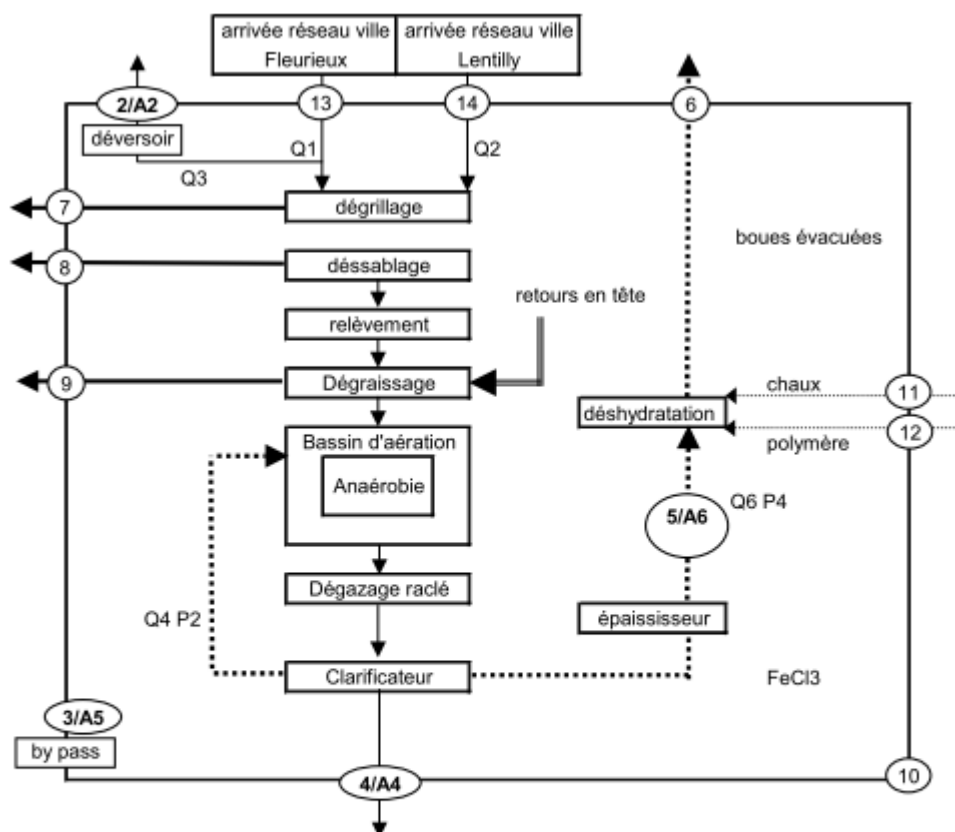 arrivée réseau ville
Fleurieux
arrivée réseau ville
Lentilly
2/A2
13
14
6
déversoir
Q1
Q2
Q3
7
dégrillage
boues évacuées
8
déssablage
retours en tête
relèvement
9
Dégraissage
chaux
11
déshydratation
12
polymère
Bassin d'aération
Anaérobie
5/A6
Q6 P4
Dégazage raclé
Q4 P2
épaississeur
Clarificateur
FeCl3
3/A5
by pass
4/A4
10